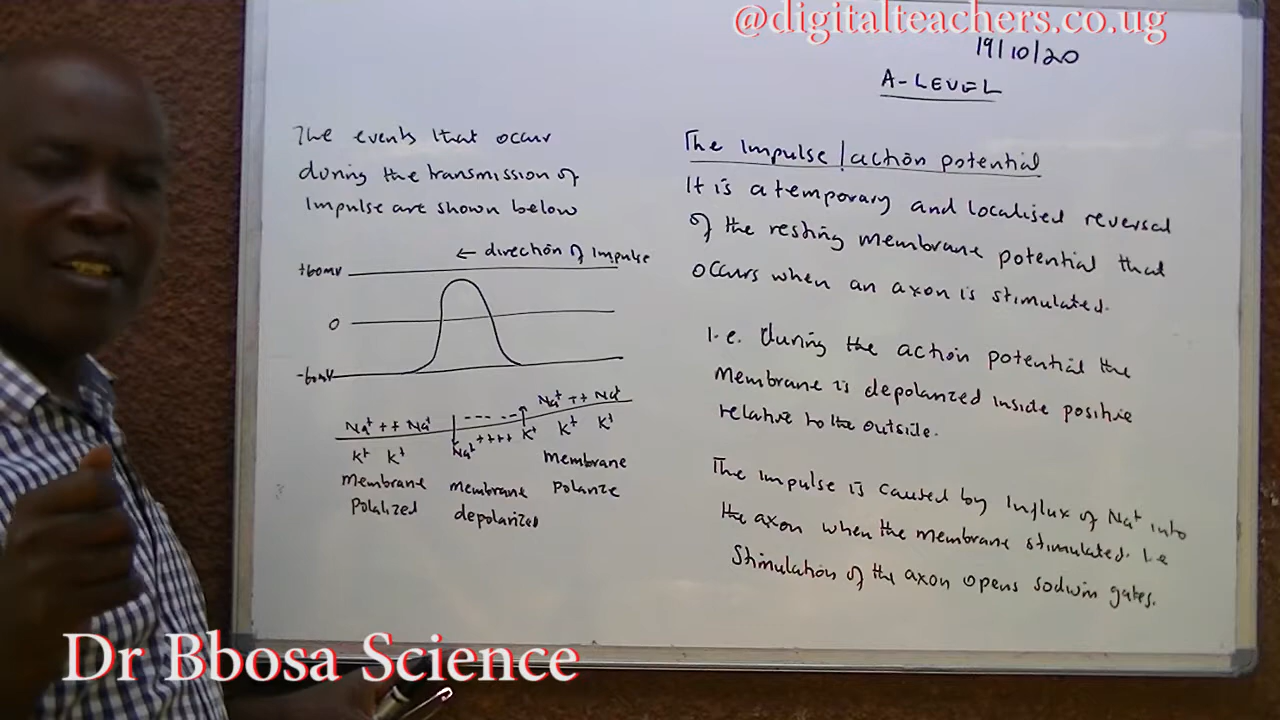 @digitalteachers.co.ug
19/10/20
A-LEVEL
The events that occur
during the transmission of
Impulse are shown below
← direction of Impulse
+60mv
0
-60mv
Na+ ++ Na+
K+ K+
Membrane
Polalized
----
Na+ ++++ K+
membrane
depolarized
Na+ ++ Na+
K+ K+
membrane
Polarize
The Impulse/action potential
It is a temporary and localised reversal
of the resting membrane potential that
occurs when an axon is stimulated.
I.e. During the action potential the
Membrane is depolarized inside positive
relative to the outside.
The Impulse is caused by Influx of Na+ into
the axon when the membrane stimulated. I.e
Stimulation of the axon opens sodium gates.
Dr Bbosa Science